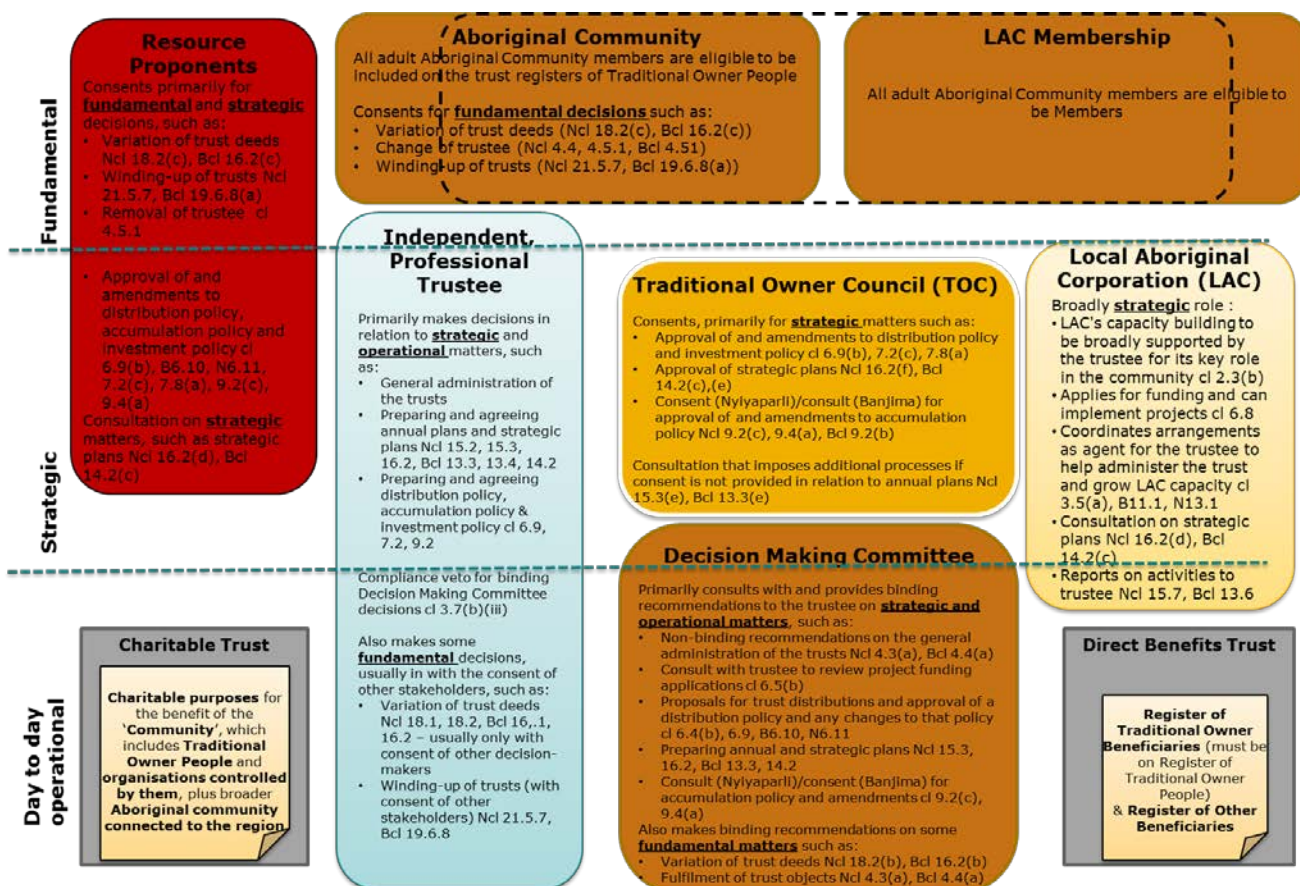 Fundamental
Strategic
Day to day
operational
Resource
Proponents
Consents primarily for
fundamental and strategic
decisions, such as:
• Variation of trust deeds
Ncl 18.2(c), Bcl 16.2(c)
• Winding-up of trusts Ncl
21.5.7, Bcl 19.6.8(a)
• Removal of trustee cl
4.5.1
• Approval of and
amendments to
distribution policy,
accumulation policy and
investment policy cl
6.9(b), B6.10, N6.11,
7.2(c), 7.8(a), 9.2(c),
9.4(a)
Consultation on strategic
matters, such as strategic
plans Ncl 16.2(d), Bcl
14.2(c)
Aboriginal Community
All adult Aboriginal Community members are eligible to be
included on the trust registers of Traditional Owner People
Consents for fundamental decisions such as:
• Variation of trust deeds (Ncl 18.2(c), Bcl 16.2(c))
• Change of trustee (Ncl 4.4, 4.5.1, Bcl 4.51)
• Winding-up of trusts (Ncl 21.5.7, Bcl 19.6.8(a))
LAC Membership
All adult Aboriginal Community members are eligible to
be Members
Independent,
Professional
Trustee
Primarily makes decisions in
relation to strategic and
operational matters, such
as:
• General administration of
the trusts
• Preparing and agreeing
annual plans and strategic
plans Ncl 15.2, 15.3,
16.2, Bcl 13.3, 13.4, 14.2
• Preparing and agreeing
distribution policy,
accumulation policy &
investment policy cl 6.9,
7.2, 9.2
Compliance veto for binding
Decision Making Committee
decisions cl 3.7(b)(iii)
Also makes some
fundamental decisions,
usually in with the consent of
other stakeholders, such as:
• Variation of trust deeds
Ncl 18.1, 18.2, Bcl 16,.1,
16.2 – usually only with
consent of other decision-
makers
• Winding-up of trusts (with
consent of other
stakeholders) Ncl 21.5.7,
Bcl 19.6.8
Traditional Owner Council (TOC)
Consents, primarily for strategic matters such as:
• Approval of and amendments to distribution policy
and investment policy cl 6.9(b), 7.2(c), 7.8(a)
• Approval of strategic plans Ncl 16.2(f), Bcl
14.2(c),(e)
• Consent (Nyiyaparli)/consult (Banjima) for
approval of and amendments to accumulation
policy Ncl 9.2(c), 9.4(a), Bcl 9.2(b)
Consultation that imposes additional processes if
consent is not provided in relation to annual plans Ncl
15.3(e), Bcl 13.3(e)
Decision Making Committee
Primarily consults with and provides binding
recommendations to the trustee on strategic and
operational matters, such as:
• Non-binding recommendations on the general
administration of the trusts Ncl 4.3(a), Bcl 4.4(a)
• Consult with trustee to review project funding
applications cl 6.5(b)
• Proposals for trust distributions and approval of a
distribution policy and any changes to that policy
cl 6.4(b), 6.9, B6.10, N6.11
• Preparing annual and strategic plans Ncl 15.3,
16.2, Bcl 13.3, 14.2
• Consult (Nyiyaparli)/consent (Banjima) for
accumulation policy and amendments cl 9.2(c),
9.4(a)
Also makes binding recommendations on some
fundamental matters such as:
• Variation of trust deeds Ncl 18.2(b), Bcl 16.2(b)
• Fulfilment of trust objects Ncl 4.3(a), Bcl 4.4(a)
Local Aboriginal
Corporation (LAC)
Broadly strategic role :
• LAC's capacity building to
be broadly supported by
the trustee for its key role
in the community cl 2.3(b)
• Applies for funding and can
implement projects cl 6.8
• Coordinates arrangements
as agent for the trustee to
help administer the trust
and grow LAC capacity cl
3.5(a), B11.1, N13.1
• Consultation on strategic
plans Ncl 16.2(d), Bcl
14.2(c)
• Reports on activities to
trustee Ncl 15.7, Bcl 13.6
Charitable Trust
Charitable purposes for
the benefit of the
'Community', which
includes Traditional
Owner People and
organisations controlled
by them, plus broader
Aboriginal community
connected to the region
Direct Benefits Trust
Register of
Traditional Owner
Beneficiaries (must be
on Register of
Traditional Owner
People)
& Register of Other
Beneficiaries